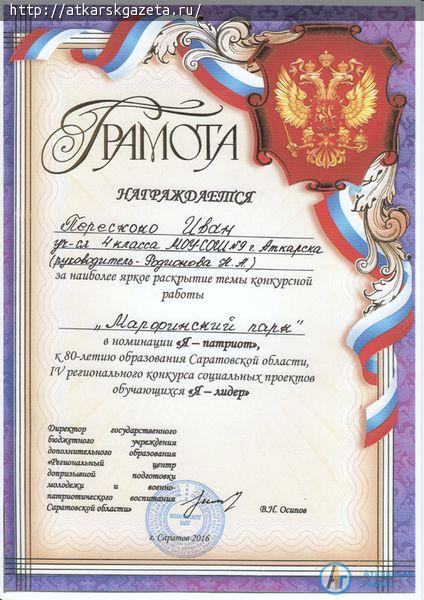 http://atkarskgazeta.ru/
ГРАМОТА
НАГРАЖДАЕТСЯ
Перескоко Иван
уч-ся 4 класса МОУ-СОШ №9 г. Аткарска
(руководитель- Родионова Н.А.)
за наиболее яркое раскрытие темы конкурсной
работы
„Марфинский парк"
в номинации «Я – патриот»,
к 80-летию образования Саратовской области,
IV регионального конкурса социальных проектов
обучающихся «Я – лидер»
Директор государственного
бюджетного учреждения
дополнительного образования
«Региональный центр
допризывной подготовки
молодежи и военно-
патриотического воспитания
Саратовской области»
В.Н. Осипов
г. Саратов 2016